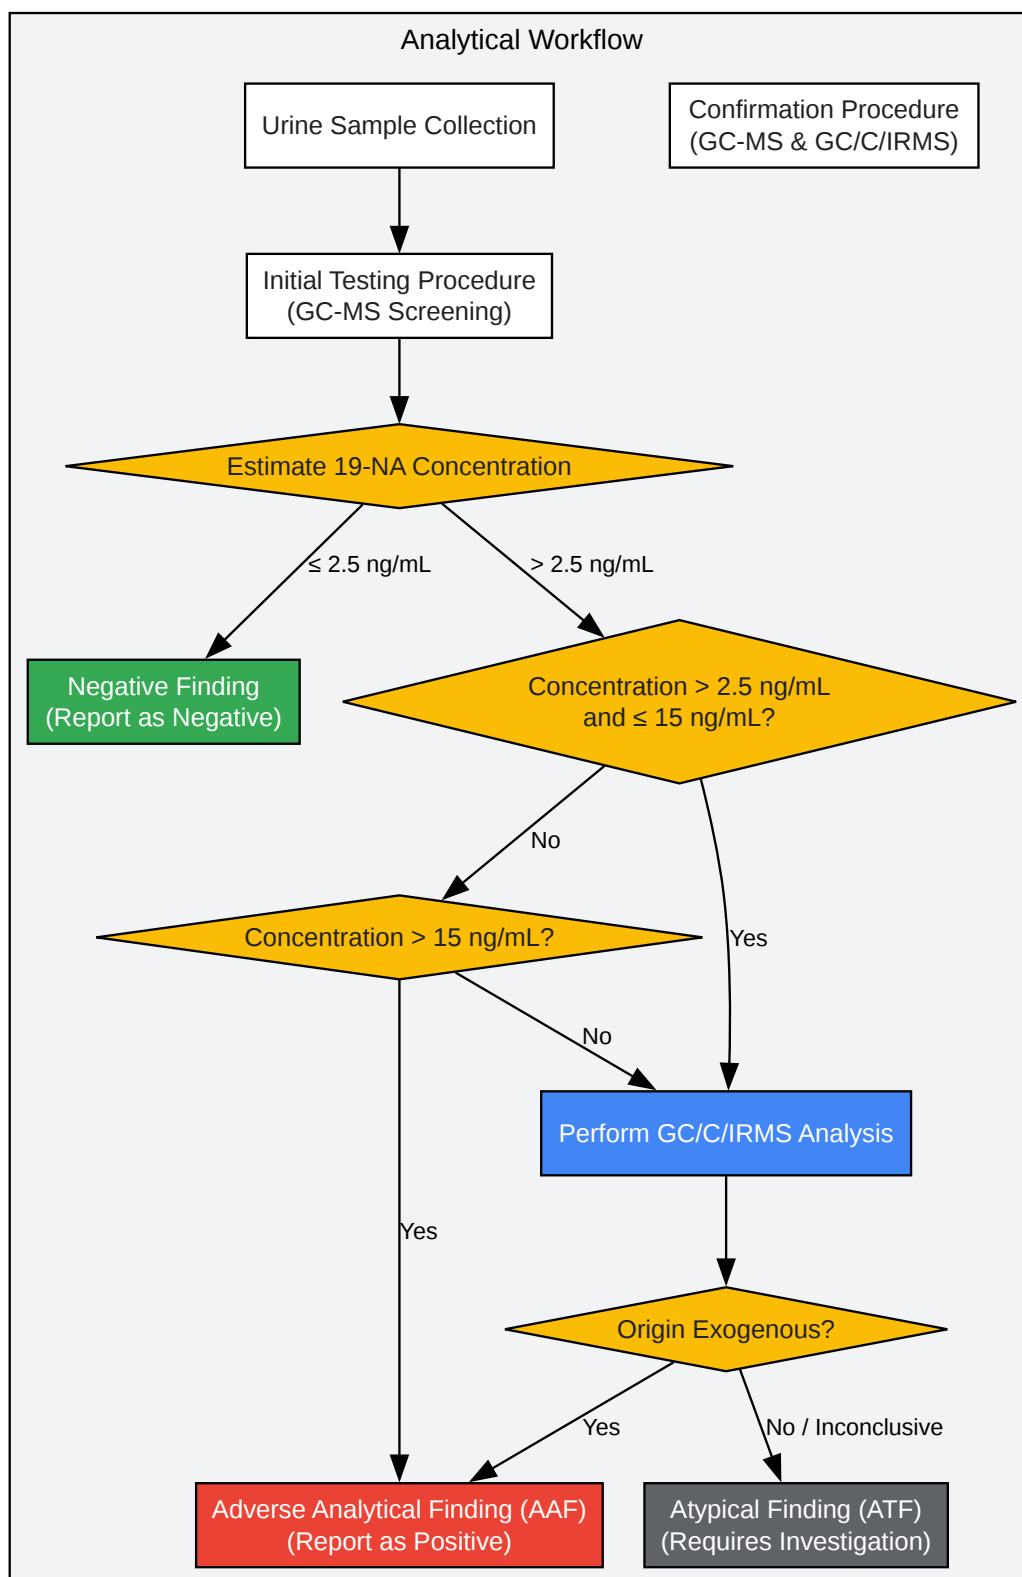 Analytical Workflow
Urine Sample Collection
Confirmation Procedure
(GC-MS & GC/C/IRMS)
Initial Testing Procedure
(GC-MS Screening)
Estimate 19-NA Concentration
≤ 2.5 ng/mL
> 2.5 ng/mL
Negative Finding
(Report as Negative)
Concentration > 2.5 ng/mL
and ≤ 15 ng/mL?
No
Concentration > 15 ng/mL?
Yes
No
Perform GC/C/IRMS Analysis
Yes
Origin Exogenous?
Yes
No / Inconclusive
Adverse Analytical Finding (AAF)
(Report as Positive)
Atypical Finding (ATF)
(Requires Investigation)